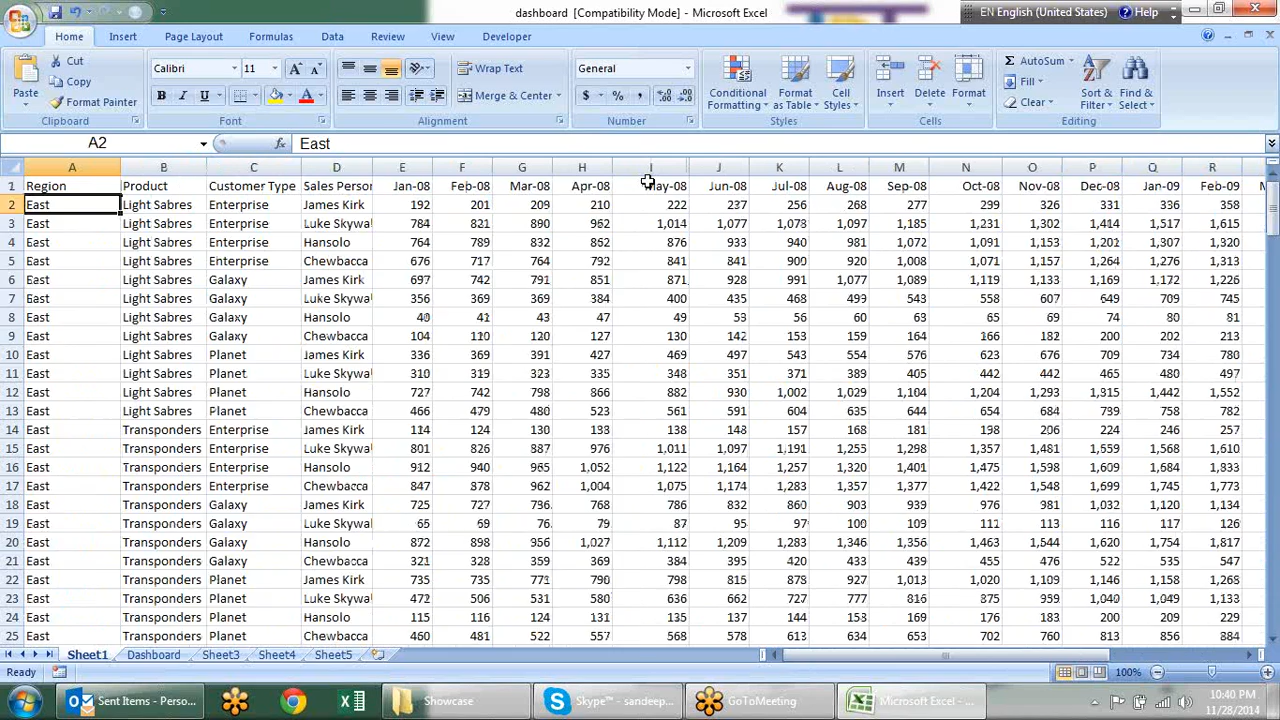 dashboard [Compatibility Mode] - Microsoft Excel
EN English (United States) Help
Home Insert Page Layout Formulas Data Review View Developer
Paste Cut Copy Format Painter Clipboard
Calibri 11 Font
Wrap Text Merge & Center Alignment
General Number
Conditional Formatting Format as Table Cell Styles Styles
Insert Delete Format Cells
AutoSum Fill Clear Sort & Filter Find & Select Editing
A2 fx East
A B C D E F G H I J K L M N O P Q R
1 Region Product Customer Type Sales Person Jan-08 Feb-08 Mar-08 Apr-08 May-08 Jun-08 Jul-08 Aug-08 Sep-08 Oct-08 Nov-08 Dec-08 Jan-09 Feb-09
2 East Light Sabres Enterprise James Kirk 192 201 209 210 222 237 256 268 277 299 326 331 336 358
3 East Light Sabres Enterprise Luke Skywal 784 821 890 962 1,014 1,077 1,078 1,097 1,185 1,231 1,302 1,414 1,517 1,615
4 East Light Sabres Enterprise Hansolo 764 789 832 852 876 933 940 981 1,072 1,091 1,153 1,201 1,307 1,320
5 East Light Sabres Enterprise Chewbacca 676 717 764 792 841 841 900 920 1,008 1,071 1,157 1,264 1,276 1,313
6 East Light Sabres Galaxy James Kirk 697 742 791 851 871 928 991 1,077 1,089 1,119 1,133 1,169 1,172 1,226
7 East Light Sabres Galaxy Luke Skywal 356 369 369 384 400 435 468 499 543 558 607 649 709 745
8 East Light Sabres Galaxy Hansolo 40 41 43 47 49 53 56 60 63 65 69 74 80 81
9 East Light Sabres Galaxy Chewbacca 104 110 120 127 130 142 153 159 164 166 182 200 202 213
10 East Light Sabres Planet James Kirk 336 369 391 427 469 497 543 554 576 623 676 709 734 780
11 East Light Sabres Planet Luke Skywal 310 319 323 335 348 351 371 389 405 442 442 465 480 497
12 East Light Sabres Planet Hansolo 727 742 798 866 882 930 1,002 1,029 1,104 1,204 1,293 1,315 1,442 1,552
13 East Light Sabres Planet Chewbacca 466 479 480 523 561 591 604 635 644 654 684 739 758 782
14 East Transponders Enterprise James Kirk 114 124 130 138 148 157 168 181 198 206 224 246 257
15 East Transponders Enterprise Luke Skywal 801 826 887 976 1,011 1,097 1,191 1,255 1,298 1,357 1,481 1,559 1,568 1,610
16 East Transponders Enterprise Hansolo 912 940 965 1,052 1,122 1,164 1,257 1,320 1,401 1,475 1,598 1,609 1,684 1,833
17 East Transponders Enterprise Chewbacca 847 878 962 1,004 1,075 1,174 1,283 1,357 1,377 1,422 1,548 1,699 1,745 1,773
18 East Transponders Galaxy James Kirk 725 727 736 768 786 832 860 903 939 976 981 1,032 1,120 1,134
19 East Transponders Galaxy Luke Skywal 65 69 76 79 87 95 97 100 109 111 113 116 117 126
20 East Transponders Galaxy Hansolo 872 898 956 1,027 1,112 1,209 1,283 1,346 1,356 1,463 1,544 1,620 1,754 1,817
21 East Transponders Galaxy Chewbacca 321 328 359 369 384 395 420 433 439 455 476 522 535 547
22 East Transponders Planet James Kirk 735 735 771 790 798 815 878 927 1,013 1,020 1,109 1,146 1,158 1,268
23 East Transponders Planet Luke Skywal 472 506 531 580 636 662 727 777 816 875 999 1,040 1,049 1,133
24 East Transponders Planet Hansolo 115 116 124 131 135 137 144 153 169 176 183 200 209 229
25 East Transponders Planet Chewbacca 460 481 522 557 568 578 613 634 653 702 760 813 856 884
Sheet1 Dashboard Sheet3 Sheet4 Sheet5
Ready 100%
Sent Items - Perso... Showcase Skype™ - sandeep... GoToMeeting Microsoft Excel - ...
10:40 PM
11/28/2014